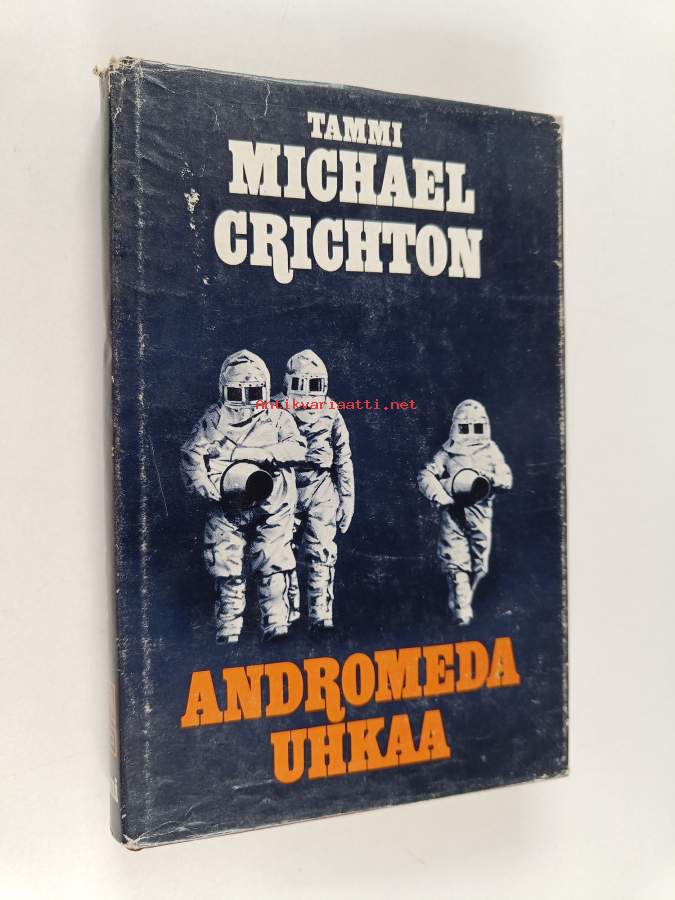 TAMMI
MICHAEL
CRICHTON
Antikvariaatti.net
ANDROMEDA
UHKAA